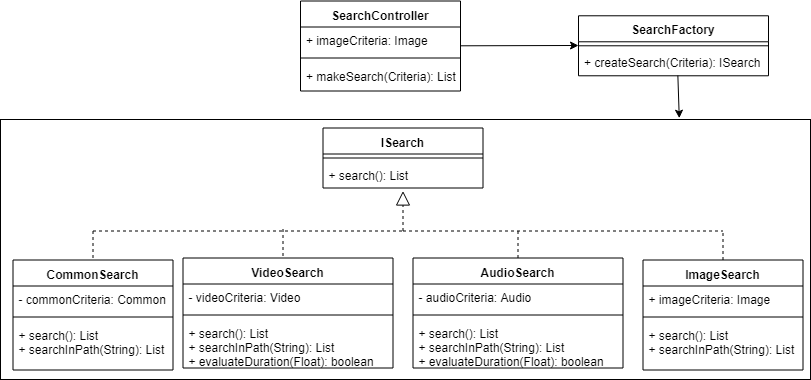 SearchController
+ imageCriteria: Image
+ makeSearch(Criteria): List
SearchFactory
+ createSearch(Criteria): ISearch
ISearch
+ search(): List
CommonSearch
- commonCriteria: Common
+ search(): List
+ searchInPath(String): List
VideoSearch
- videoCriteria: Video
+ search(): List
+ searchInPath(String): List
+ evaluateDuration(Float): boolean
AudioSearch
- audioCriteria: Audio
+ search(): List
+ searchInPath(String): List
+ evaluateDuration(Float): boolean
ImageSearch
+ imageCriteria: Image
+ search(): List
+ searchInPath(String): List